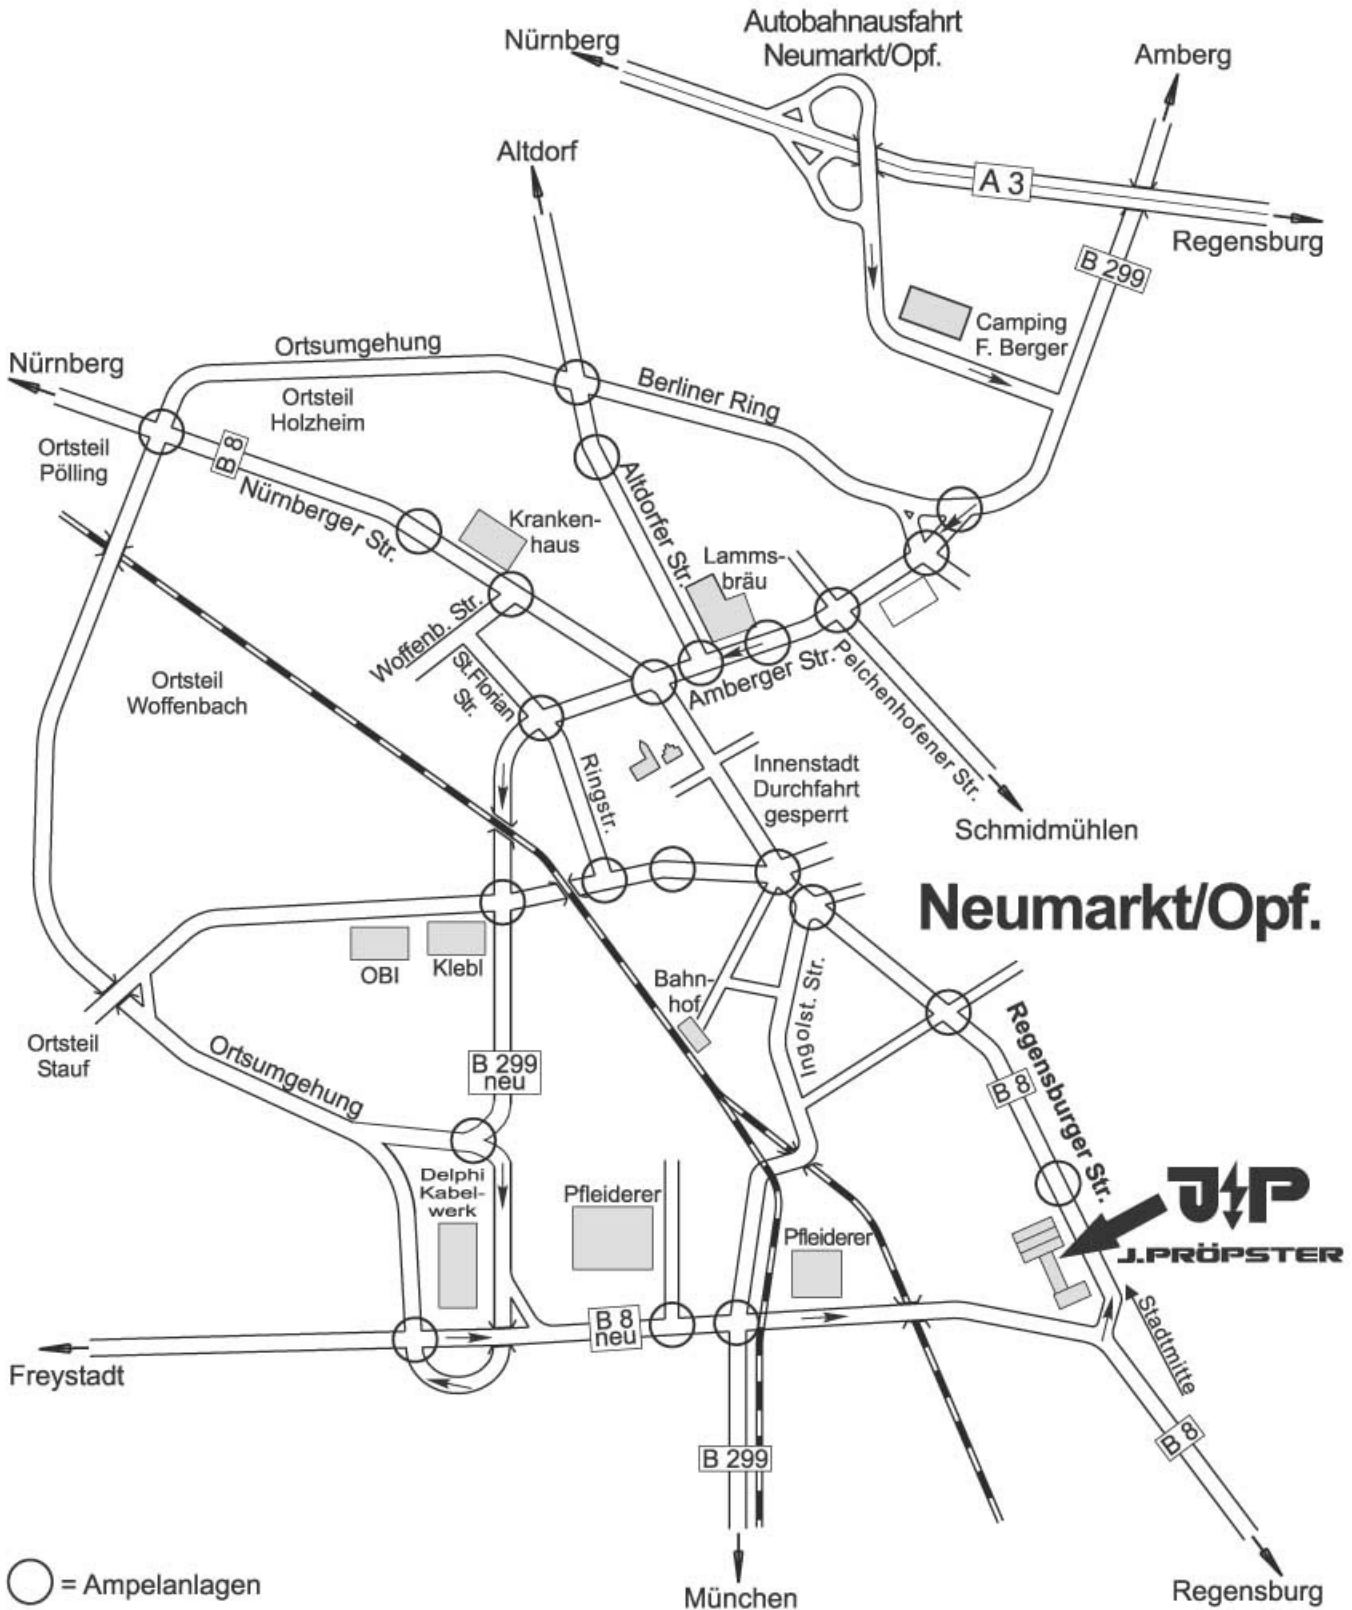 Autobahnausfahrt
Neumarkt/Opf.
Nürnberg
Amberg
Altdorf
A 3
Regensburg
B 299
Camping
F. Berger
Ortsumgehung
Nürnberg
Berliner Ring
Ortsteil
Holzheim
Ortsteil
Pölling
B 8
Nürnberger Str.
Altdorfer Str.
Kranken-
haus
Lamms-
bräu
Woffenb. Str.
St.Florian
Str.
Amberger Str.
Pelchenhofener Str.
Ortsteil
Woffenbach
Ringstr.
Innenstadt
Durchfahrt
gesperrt
Schmidmühlen
Neumarkt/Opf.
OBI
Klebl
Bahn-
hof
Ingolst. Str.
Ortsteil
Stauf
Ortsumgehung
B 299
neu
Regensburger Str.
B 8
Delphi
Kabel-
werk
Pfleiderer
Pfleiderer
JP
J.PRÖPSTER
B 8
neu
Stadtmitte
Freystadt
B 8
B 299
= Ampelanlagen
München
Regensburg